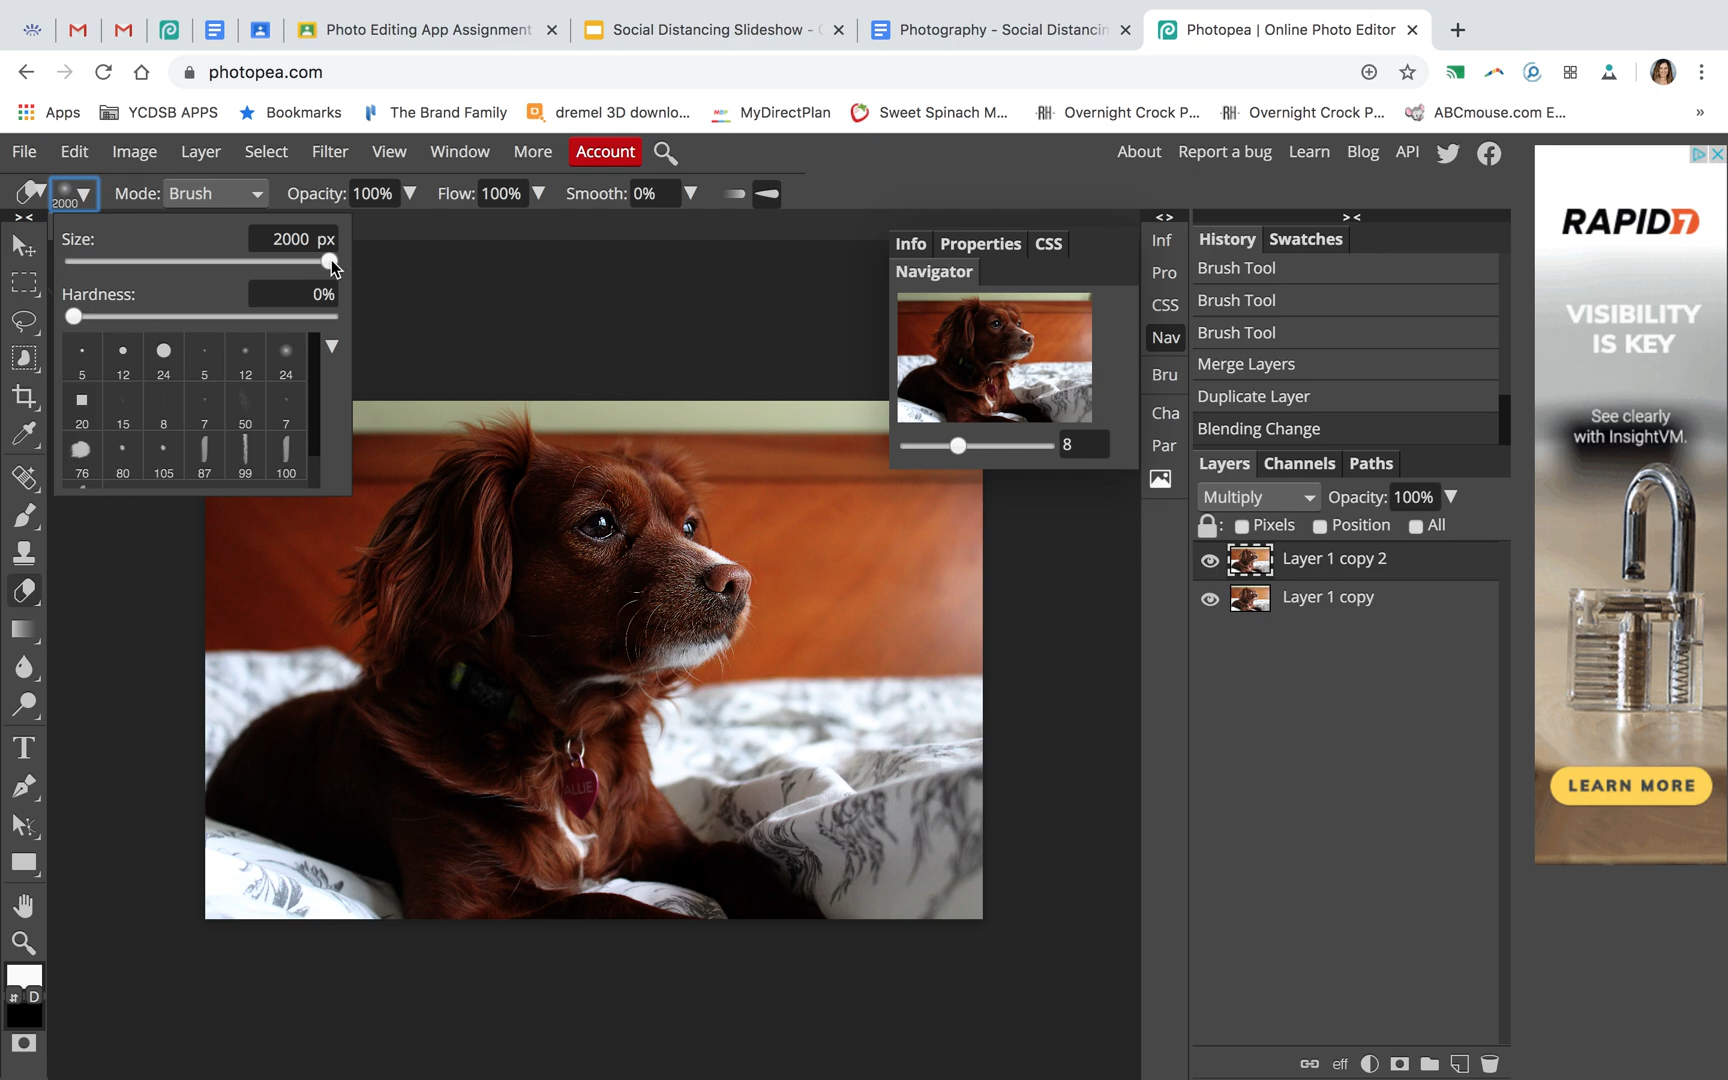 Photo Editing App Assignment
Social Distancing Slideshow -
Photography - Social Distancin
Photopea | Online Photo Editor
photopea.com
Apps YCDSB APPS Bookmarks The Brand Family dremel 3D downlo... MyDirectPlan Sweet Spinach M... RH Overnight Crock P... RH Overnight Crock P... ABCmouse.com E... »
File Edit Image Layer Select Filter View Window More Account
About Report a bug Learn Blog API
2000 Mode: Brush Opacity: 100% Flow: 100% Smooth: 0%
> <
Size: 2000 px
Hardness: 0%
5 12 24 5 12 24
20 15 8 7 50 7
76 80 105 87 99 100
Info Properties CSS
Navigator
8
< >
Inf
Pro
CSS
Nav
Bru
Cha
Par
> <
History Swatches
Brush Tool
Brush Tool
Brush Tool
Merge Layers
Duplicate Layer
Blending Change
Layers Channels Paths
Multiply Opacity: 100%
: Pixels Position All
Layer 1 copy 2
Layer 1 copy
eff
T
D
ALLIE
RAPID7
VISIBILITY
IS KEY
See clearly
with InsightVM.
LEARN MORE